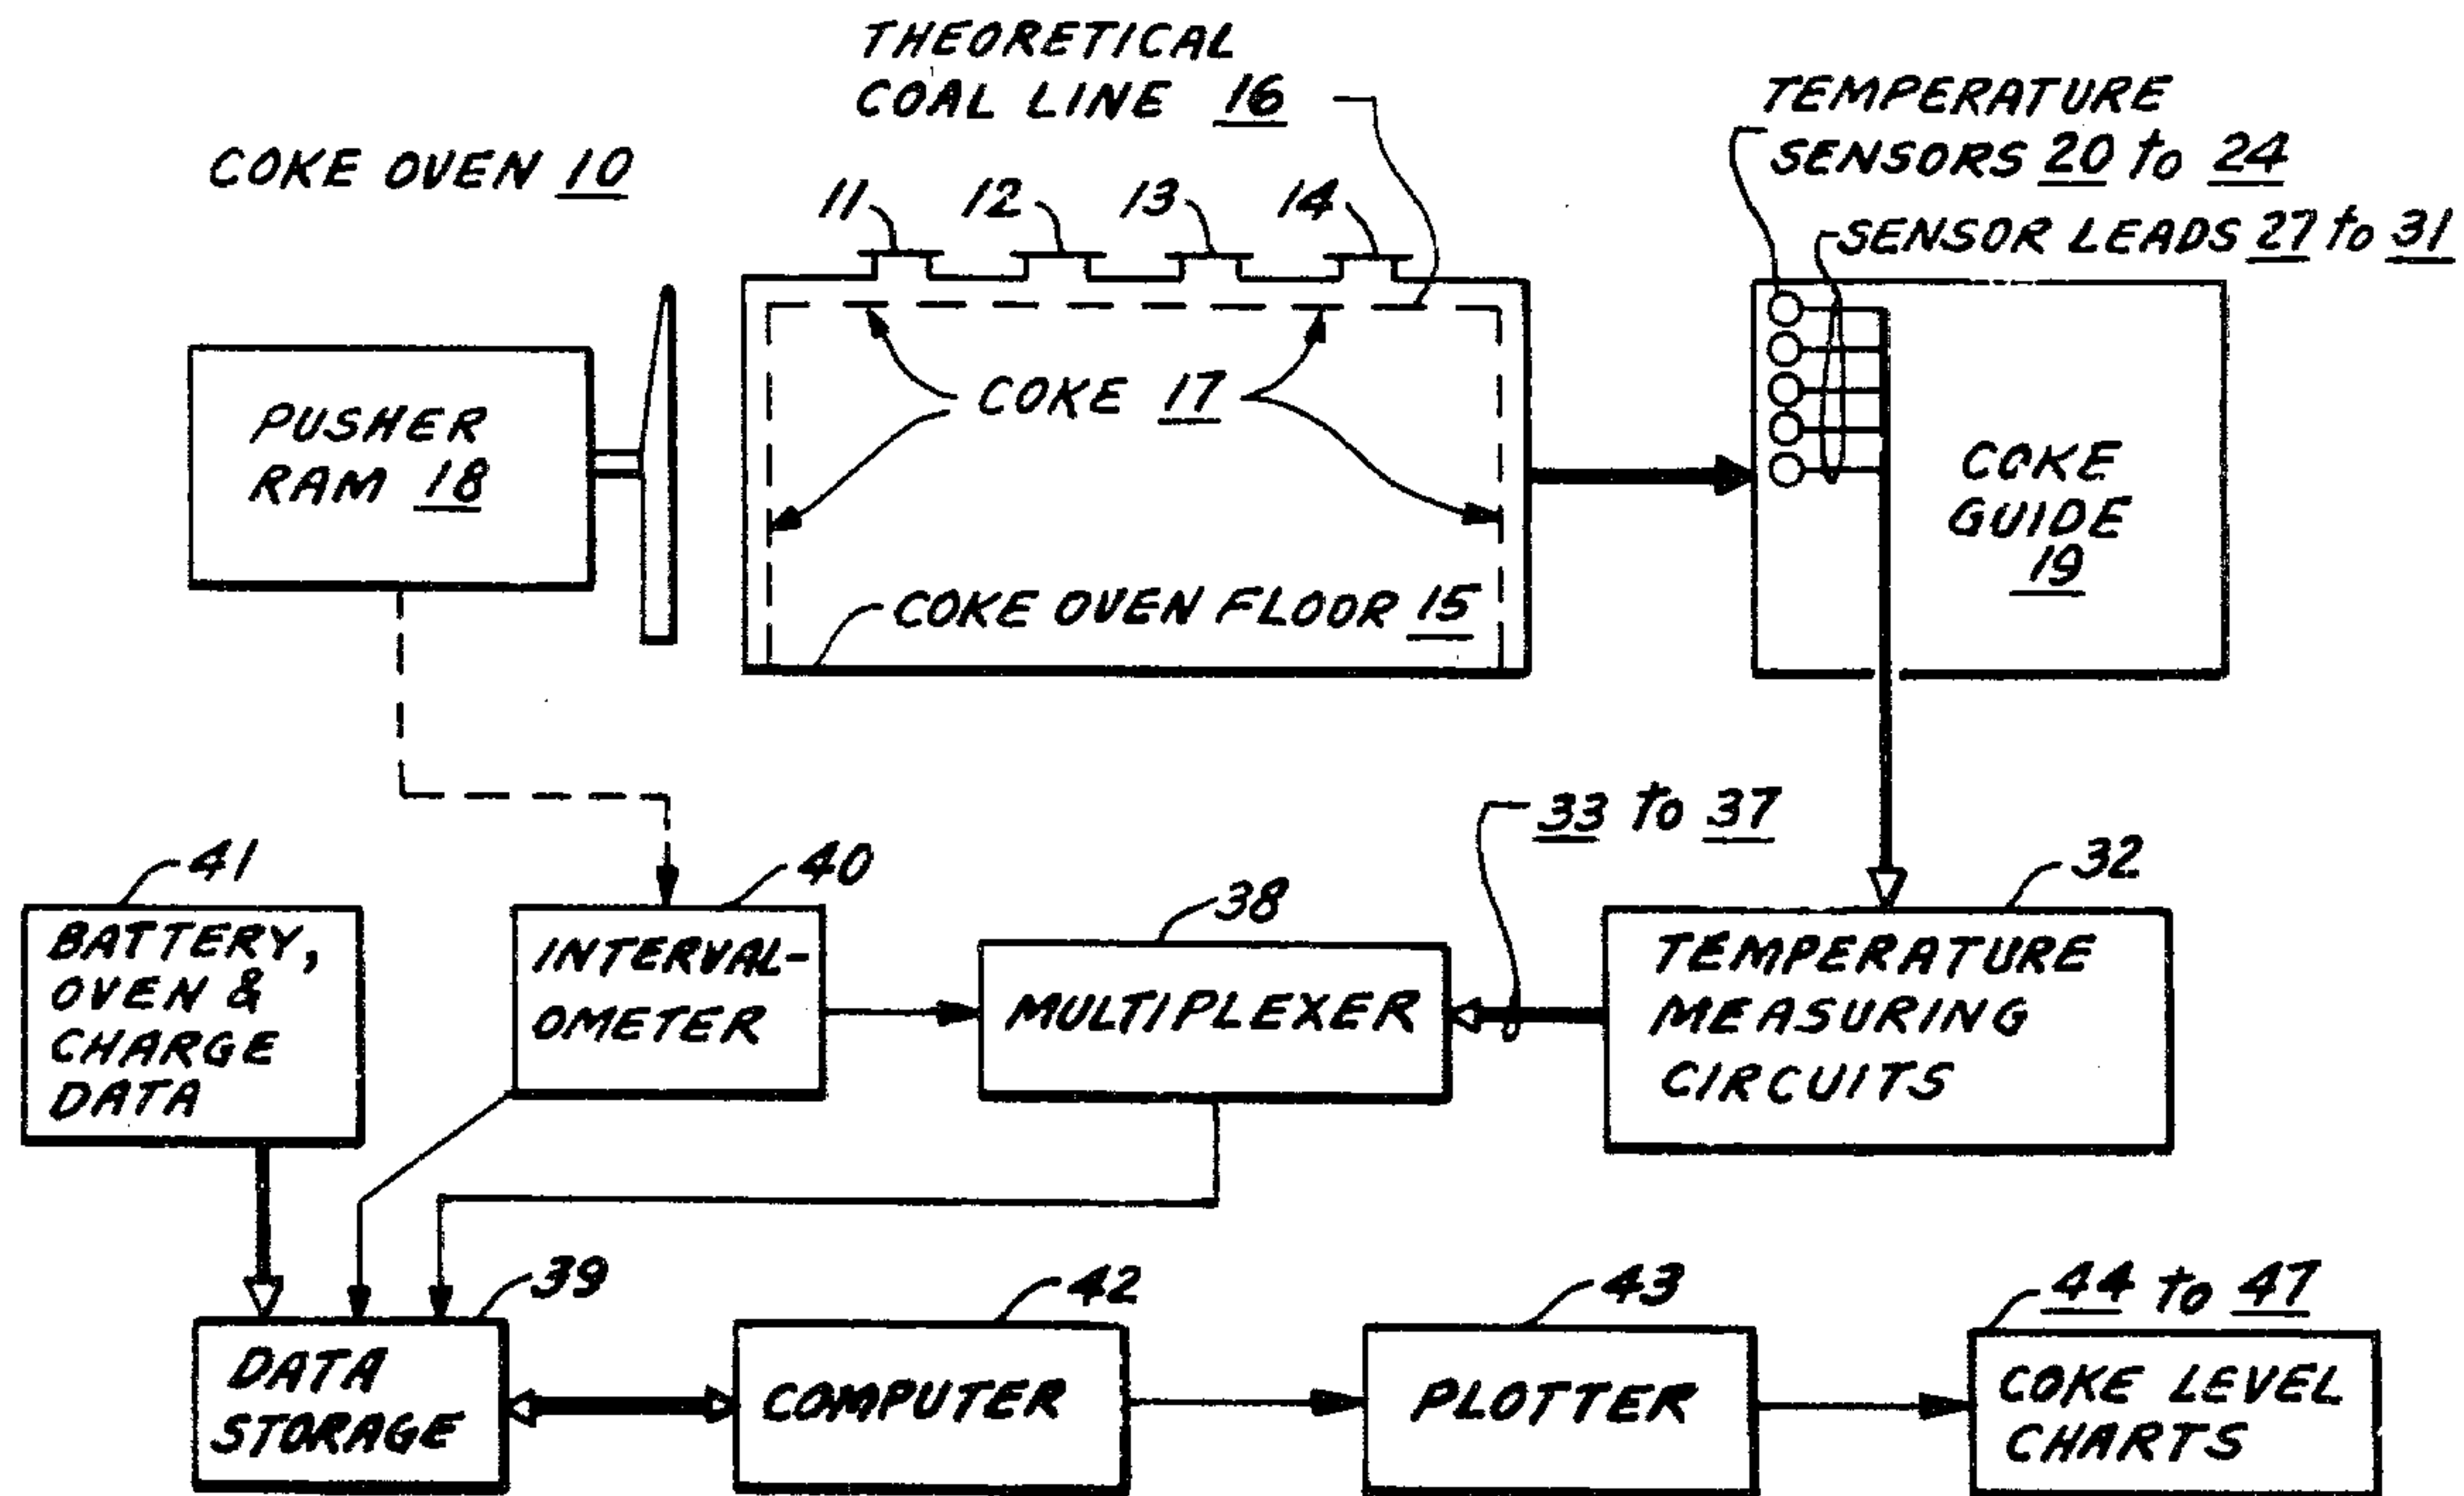 THEORETICAL
COAL LINE 16
TEMPERATURE
SENSORS 20 to 24
COKE OVEN 10
11
12
13
14
SENSOR LEADS 27 to 31
PUSHER
RAM 18
COKE 17
COKE
GUIDE
19
COKE OVEN FLOOR 15
33 to 37
41
40
38
32
BATTERY,
OVEN &
CHARGE
DATA
INTERVAL-
OMETER
MULTIPLEXER
TEMPERATURE
MEASURING
CIRCUITS
39
42
43
44 to 47
DATA
STORAGE
COMPUTER
PLOTTER
COKE LEVEL
CHARTS